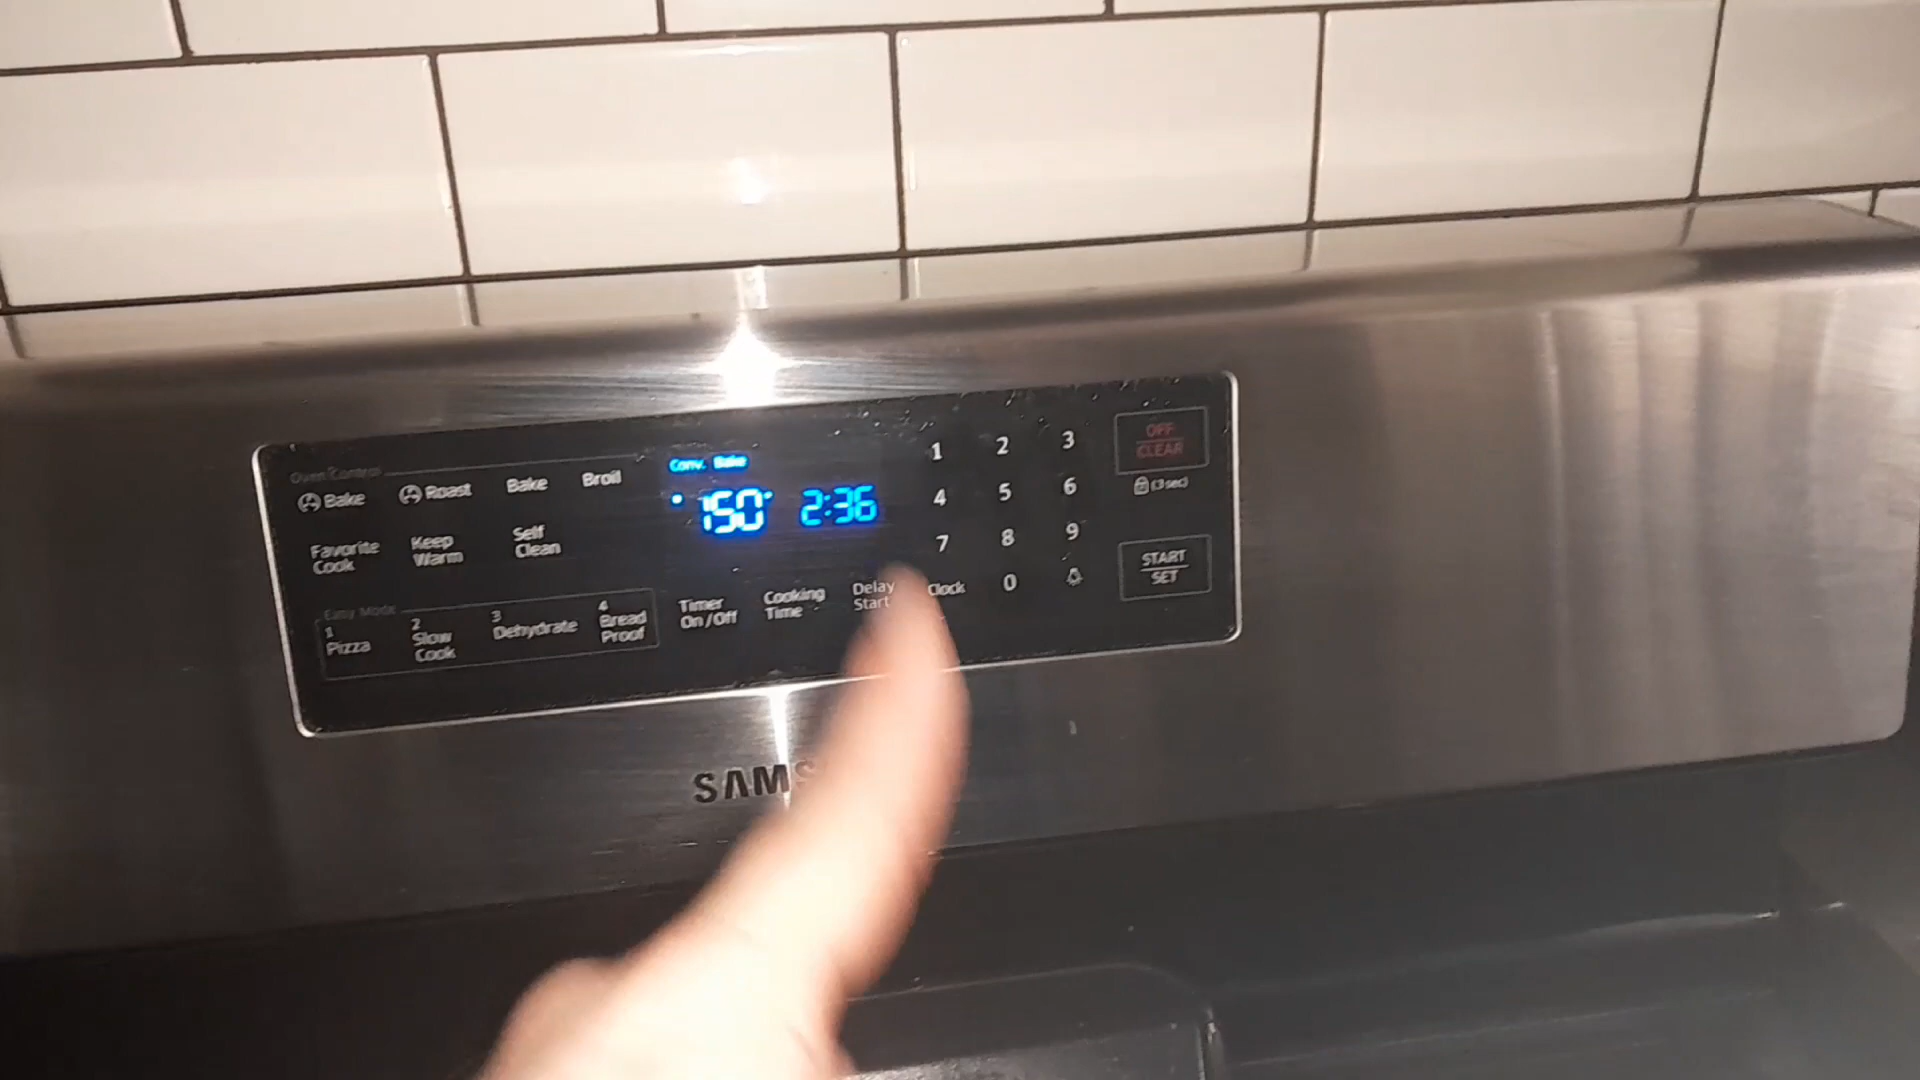 Oven Control
Bake
Roast
Bake
Broil
Favorite
Cook
Keep
Warm
Self
Clean
Easy Mode
1
Pizza
2
Slow
Cook
3
Dehydrate
4
Bread
Proof
Conv. Bake
150°
2:36
Timer
On/Off
Cooking
Time
Delay
Start
Clock
1 2 3
4 5 6
7 8 9
0
OFF
CLEAR
(3 sec)
START
SET
SAMS